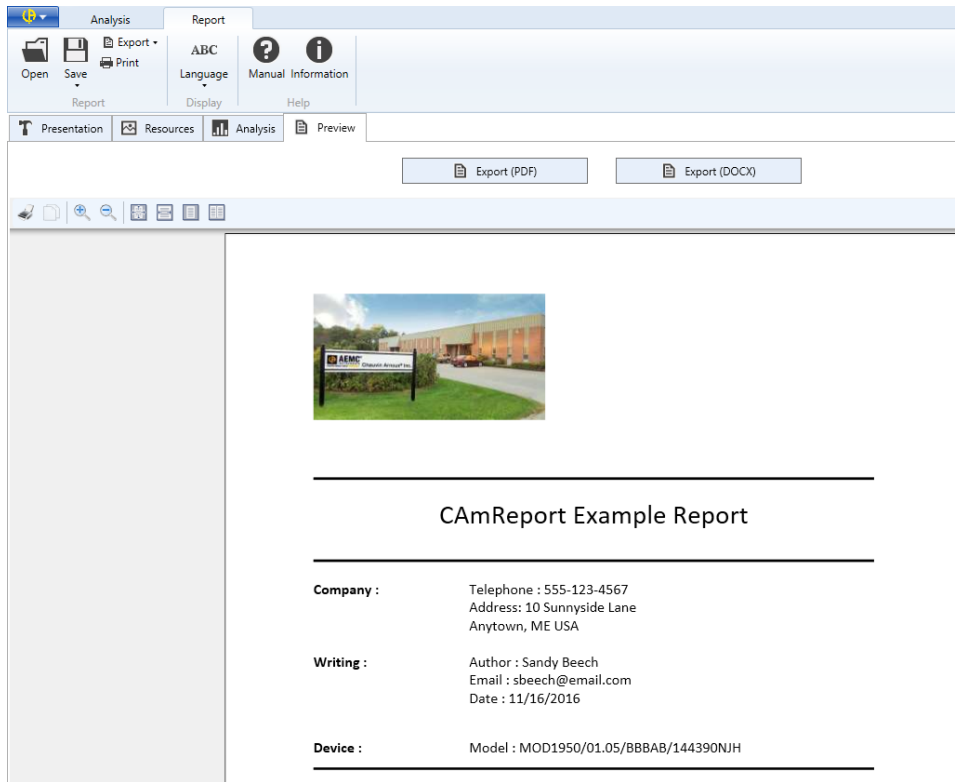 Analysis Report
Open Save Export Print
ABC
Language
Manual Information
Report Display Help
Presentation Resources Analysis Preview
Export (PDF) Export (DOCX)
AEMC
Chauvin Arnoux® Inc.
CAmReport Example Report
Company : Telephone : 555-123-4567
Address: 10 Sunnyside Lane
Anytown, ME USA
Writing : Author : Sandy Beech
Email : sbeech@email.com
Date : 11/16/2016
Device : Model : MOD1950/01.05/BBBAB/144390NJH